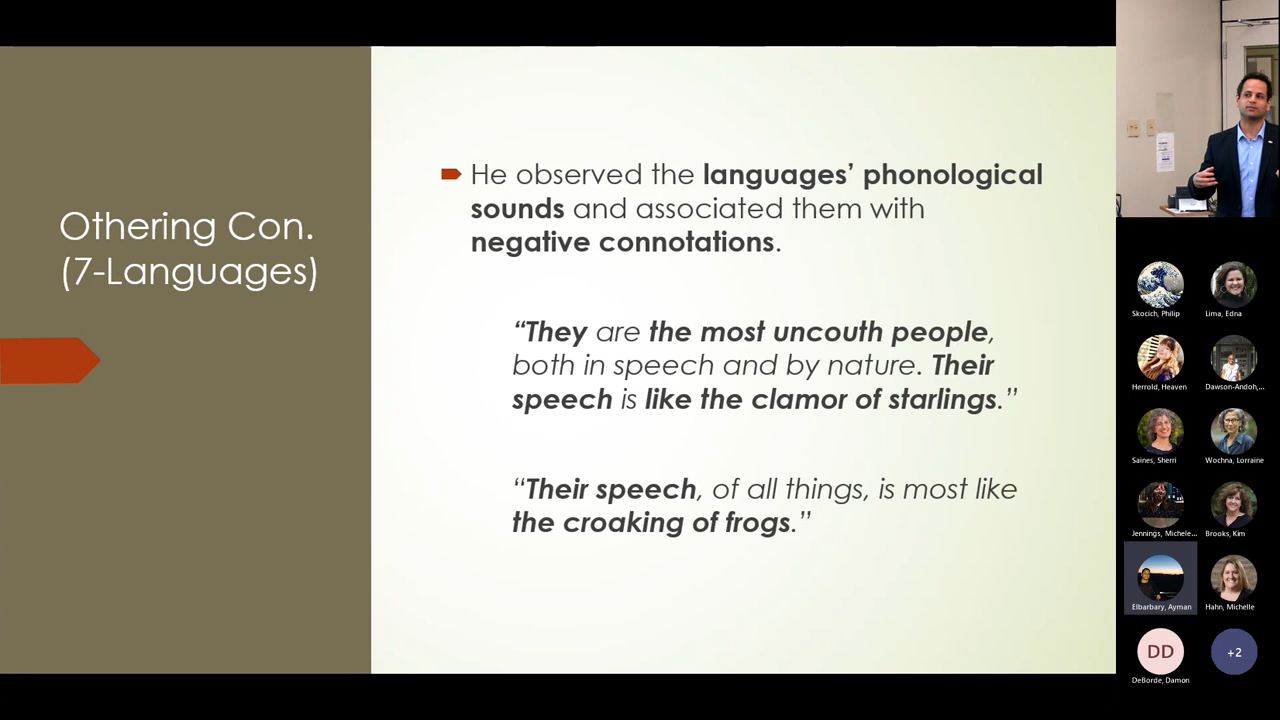 Othering Con.
(7-Languages)
He observed the languages’ phonological
sounds and associated them with
negative connotations.
“They are the most uncouth people,
both in speech and by nature. Their
speech is like the clamor of starlings.”
“Their speech, of all things, is most like
the croaking of frogs.”
Skocich, Philip
Lima, Edna
Herrold, Heaven
Dawson-Andoh,...
Saines, Sherri
Wochna, Lorraine
Jennings, Michele...
Brooks, Kim
Elbarbary, Ayman
Hahn, Michelle
DD
+2
DeBorde, Damon